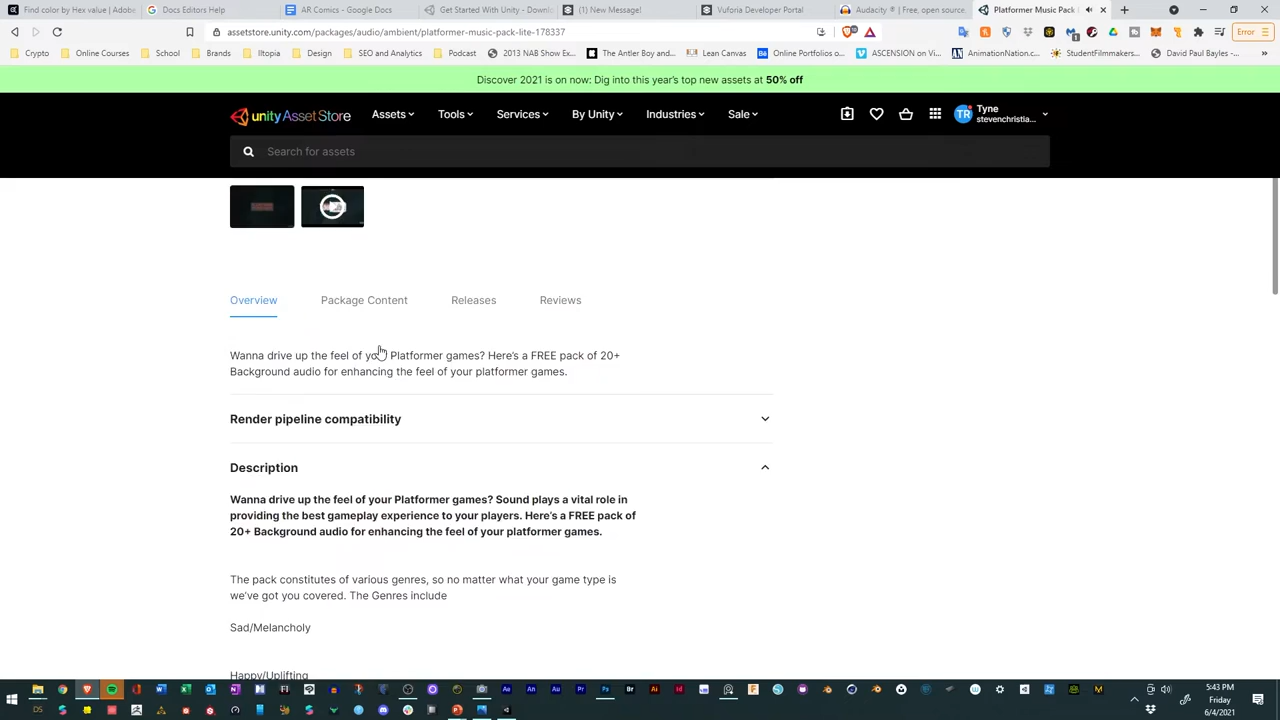 Find color by Hex value | Adobe
Docs Editors Help
AR Comics - Google Docs
Get Started With Unity - Downlo
(1) New Message!
Vuforia Developer Portal
Audacity ® | Free, open source,
Platformer Music Pack
assetstore.unity.com/packages/audio/ambient/platformer-music-pack-lite-178337
Error
Crypto
Online Courses
School
Brands
Iltopia
Design
SEO and Analytics
Podcast
2013 NAB Show Ex...
The Antler Boy and...
Lean Canvas
Online Portfolios o...
ASCENSION on Vi...
AnimationNation.c...
StudentFilmmakers...
David Paul Bayles -...
Discover 2021 is on now: Dig into this year's top new assets at 50% off
unity Asset Store
Assets
Tools
Services
By Unity
Industries
Sale
TR
Tyne
stevenchristia...
Search for assets
Overview
Package Content
Releases
Reviews
Wanna drive up the feel of your Platformer games? Here's a FREE pack of 20+
Background audio for enhancing the feel of your platformer games.
Render pipeline compatibility
Description
Wanna drive up the feel of your Platformer games? Sound plays a vital role in
providing the best gameplay experience to your players. Here's a FREE pack of
20+ Background audio for enhancing the feel of your platformer games.
The pack constitutes of various genres, so no matter what your game type is
we've got you covered. The Genres include
Sad/Melancholy
Happy/Uplifting
5:43 PM
Friday
6/4/2021